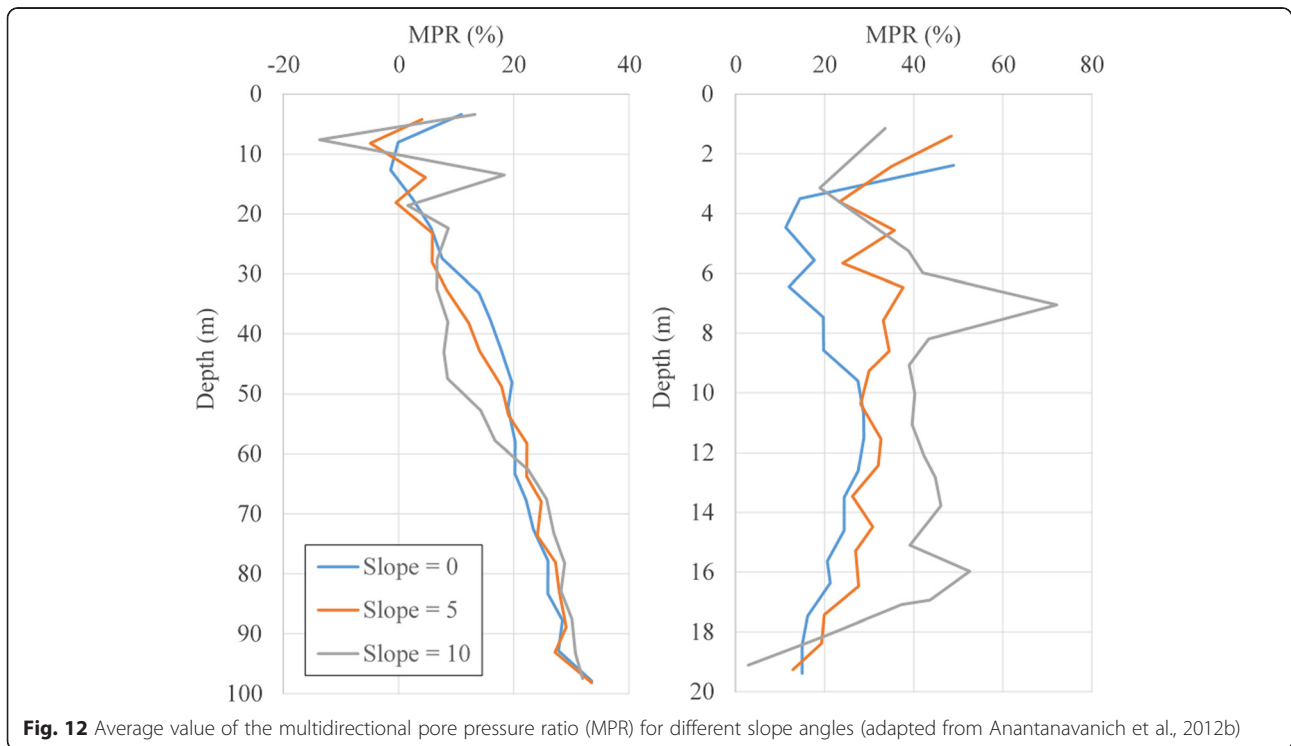 MPR (%)
-20 0 20 40
0
10
20
30
40
50
60
70
80
90
100
Depth (m)
Slope = 0
Slope = 5
Slope = 10
MPR (%)
0 20 40 60 80
0
2
4
6
8
10
12
14
16
18
20
Depth (m)
Fig. 12 Average value of the multidirectional pore pressure ratio (MPR) for different slope angles (adapted from Anantanavanich et al., 2012b)